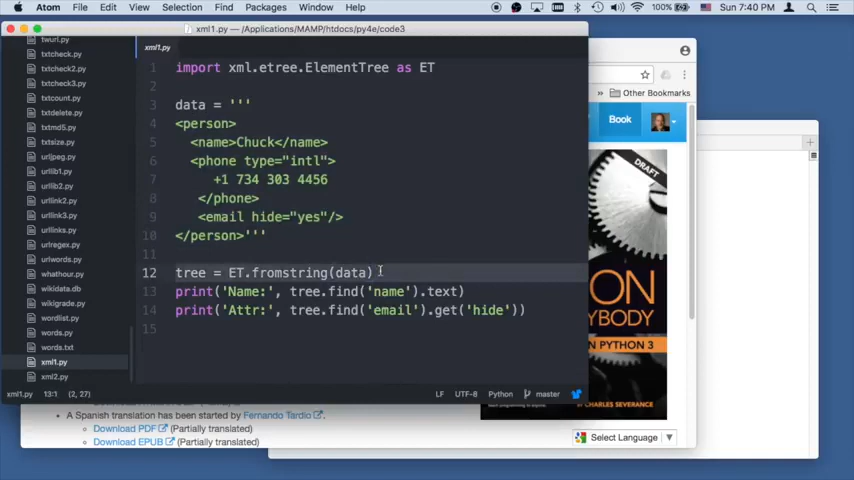 Atom File Edit View Selection Find Packages Window Help 100% Sun 7:40 PM
xml1.py — /Applications/MAMP/htdocs/py4e/code3
twurl.py
txtcheck.py
txtcheck2.py
txtcheck3.py
txtcount.py
txtdelete.py
txtmd5.py
txtsize.py
urljpeg.py
urllib1.py
urllib2.py
urllink2.py
urllink3.py
urllinks.py
urlregex.py
urlwords.py
whathour.py
wikidata.db
wikigrade.py
wordlist.py
words.py
words.txt
xml1.py
xml2.py
xml1.py
1 import xml.etree.ElementTree as ET
2
3 data = '''
4 <person>
5 <name>Chuck</name>
6 <phone type="intl">
7 +1 734 303 4456
8 </phone>
9 <email hide="yes"/>
10 </person>'''
11
12 tree = ET.fromstring(data)
13 print('Name:', tree.find('name').text)
14 print('Attr:', tree.find('email').get('hide'))
15
xml1.py 13:1 (2, 27) LF UTF-8 Python master
» Other Bookmarks
Book
DRAFT
ON
YBODY
N PYTHON 3
BY CHARLES SEVERANCE
Select Language ▼
A Spanish translation has been started by Fernando Tardío.
Download PDF (Partially translated)
Download EPUB (Partially translated)